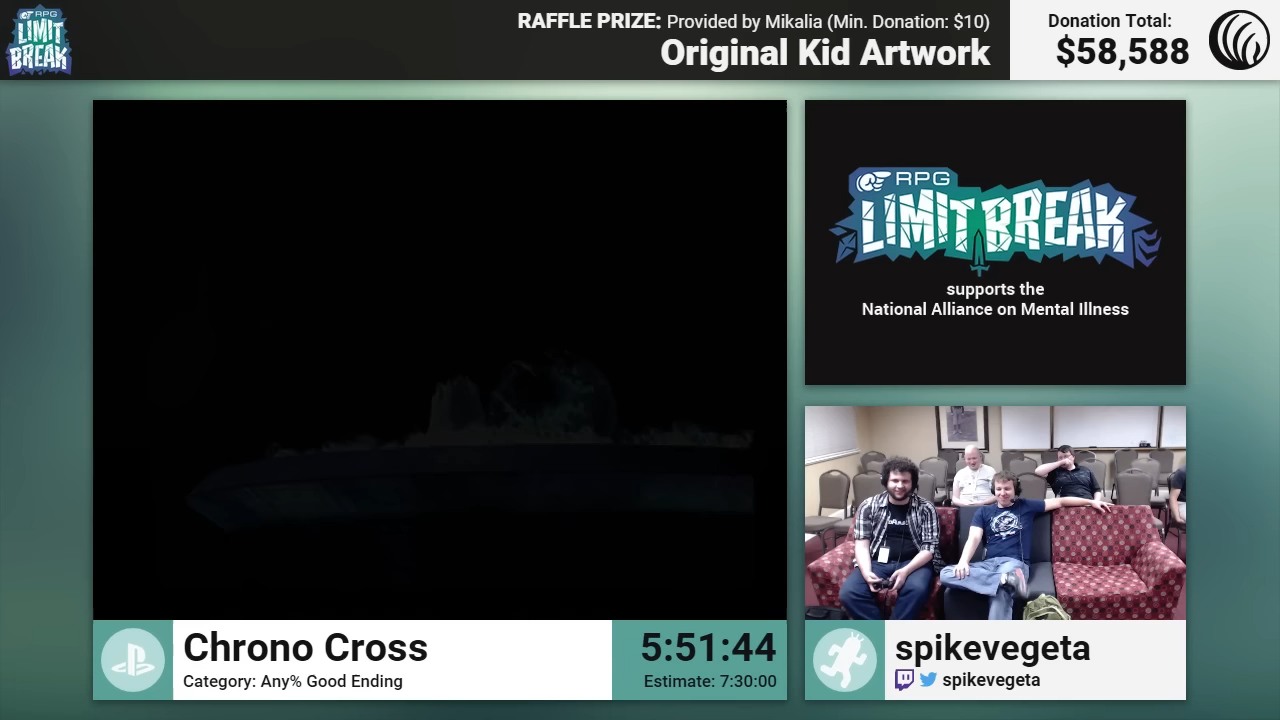 RPG
LIMIT
BREAK
RAFFLE PRIZE: Provided by Mikalia (Min. Donation: $10)
Original Kid Artwork
Donation Total:
$58,588
RPG
LIMIT BREAK
supports the
National Alliance on Mental Illness
Chrono Cross
Category: Any% Good Ending
5:51:44
Estimate: 7:30:00
spikevegeta
spikevegeta